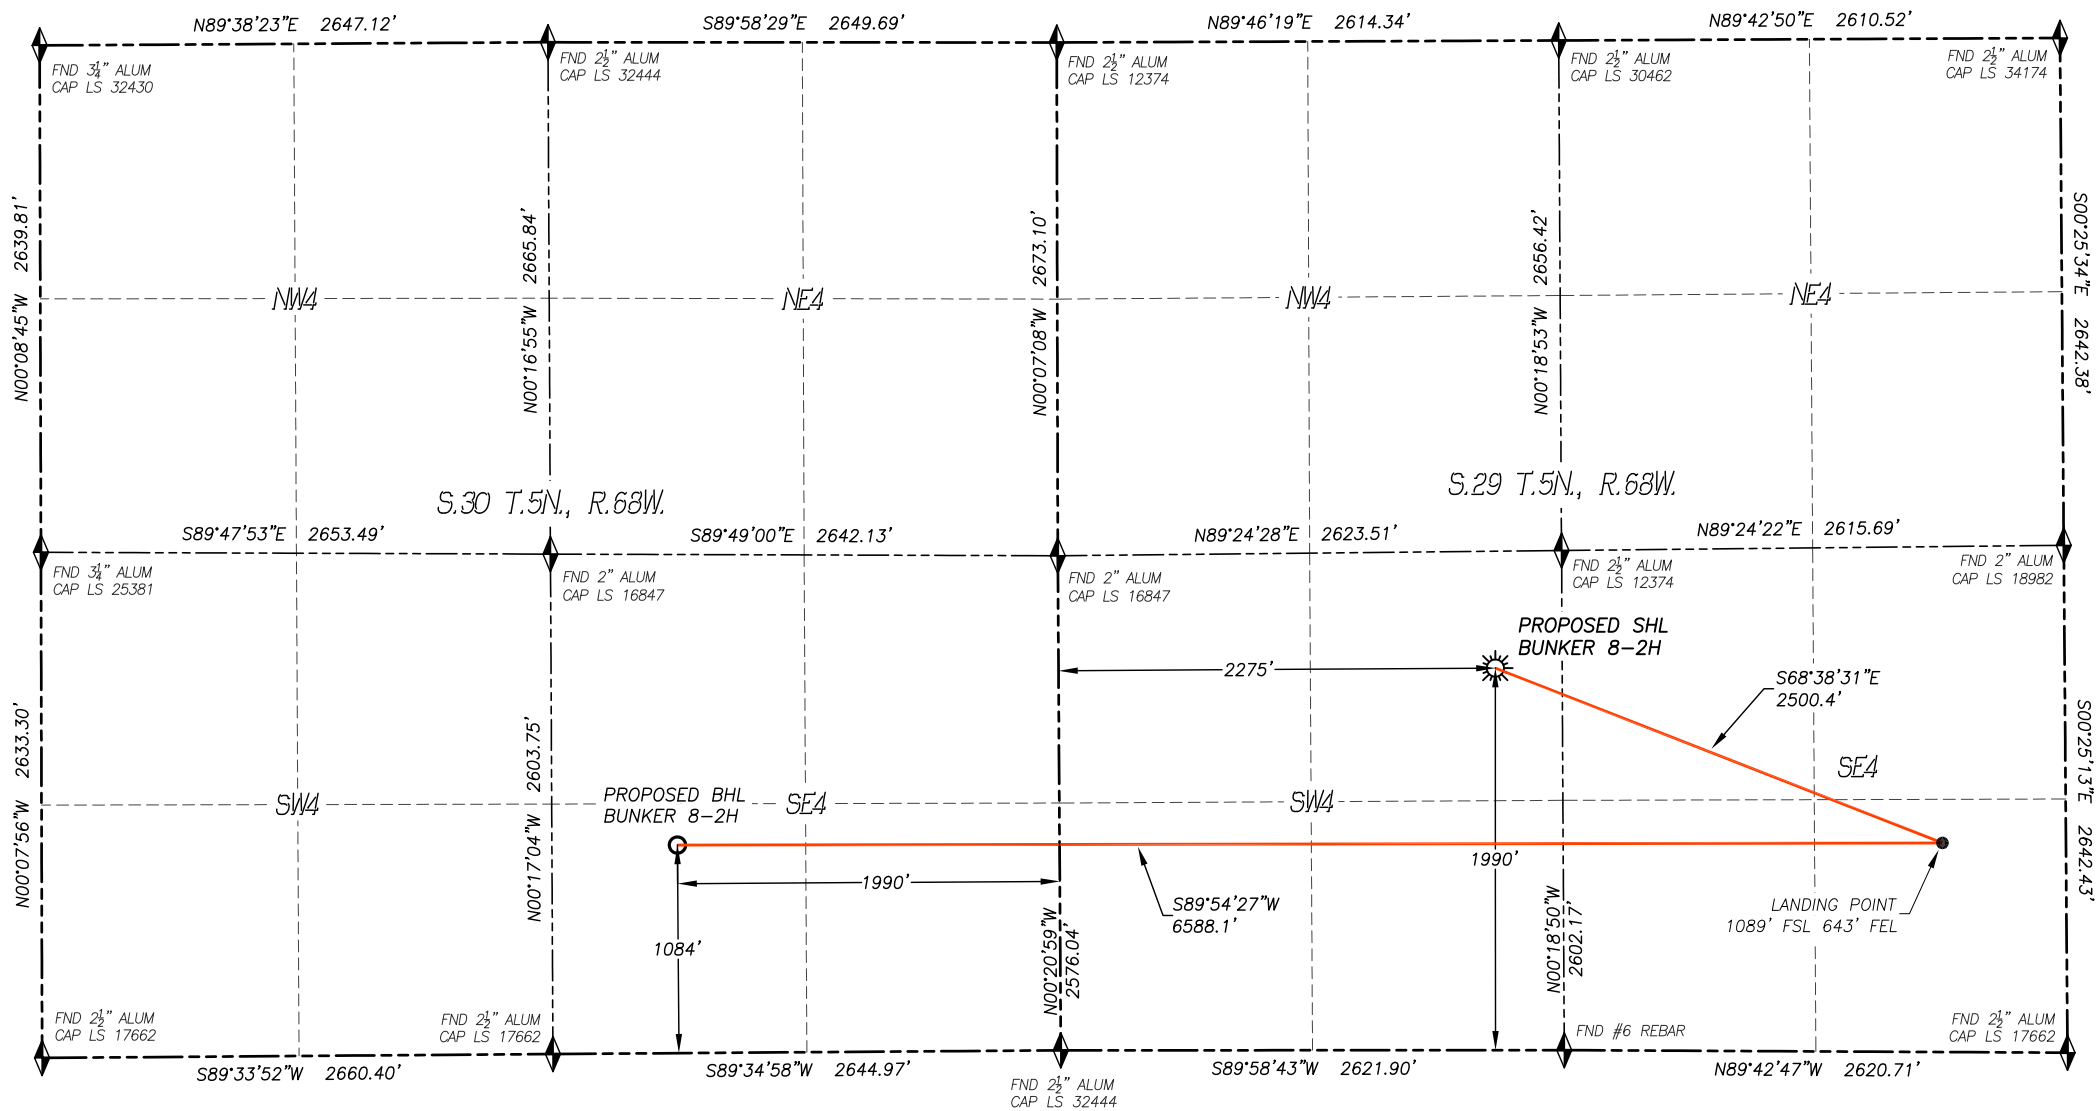 N89°38'23"E 2647.12'
S89°58'29"E 2649.69'
N89°46'19"E 2614.34'
N89°42'50"E 2610.52'
FND 3¼" ALUM
CAP LS 32430
FND 2½" ALUM
CAP LS 32444
FND 2½" ALUM
CAP LS 12374
FND 2½" ALUM
CAP LS 30462
FND 2½" ALUM
CAP LS 34174
N00°08'45"W 2639.81'
N00°16'55"W 2665.84'
N00°07'08"W 2673.10'
N00°18'53"W 2656.42'
S00°25'34"E 2642.38'
NW4
NE4
NW4
NE4
S.30 T.5N., R.68W.
S.29 T.5N., R.68W.
S89°47'53"E 2653.49'
S89°49'00"E 2642.13'
N89°24'28"E 2623.51'
N89°24'22"E 2615.69'
FND 3¼" ALUM
CAP LS 25381
FND 2" ALUM
CAP LS 16847
FND 2" ALUM
CAP LS 16847
FND 2½" ALUM
CAP LS 12374
FND 2" ALUM
CAP LS 18982
PROPOSED SHL
BUNKER 8-2H
2275'
S68°38'31"E
2500.4'
N00°07'56"W 2633.30'
N00°17'04"W 2603.75'
S00°25'13"E 2642.43'
SW4
PROPOSED BHL
BUNKER 8-2H
SE4
SW4
SE4
1990'
1990'
S89°54'27"W
6588.1'
LANDING POINT
1089' FSL 643' FEL
1084'
N00°20'59"W
2576.04'
N00°18'50"W
2602.17'
FND 2½" ALUM
CAP LS 17662
FND 2½" ALUM
CAP LS 17662
FND #6 REBAR
FND 2½" ALUM
CAP LS 17662
S89°33'52"W 2660.40'
S89°34'58"W 2644.97'
S89°58'43"W 2621.90'
N89°42'47"W 2620.71'
FND 2½" ALUM
CAP LS 32444